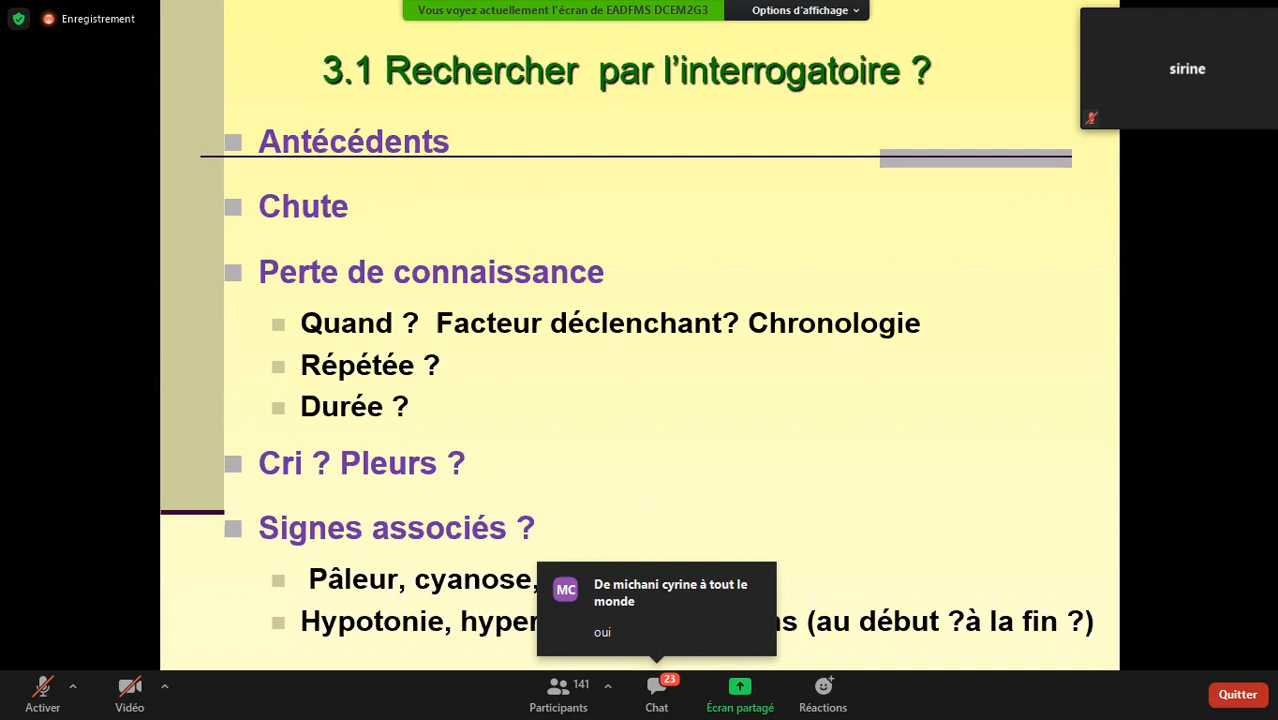 Enregistrement
Vous voyez actuellement l'écran de EADFMS DCEM2G3
Options d'affichage
sirine
3.1 Rechercher par l'interrogatoire ?
Antécédents
Chute
Perte de connaissance
Quand ? Facteur déclenchant? Chronologie
Répétée ?
Durée ?
Cri ? Pleurs ?
Signes associés ?
Pâleur, cyanose,
Hypotonie, (au début ?à la fin ?)
MC
De michani cyrine à tout le
monde
oui
Activer
Vidéo
141
Participants
23
Chat
Écran partagé
Réactions
Quitter